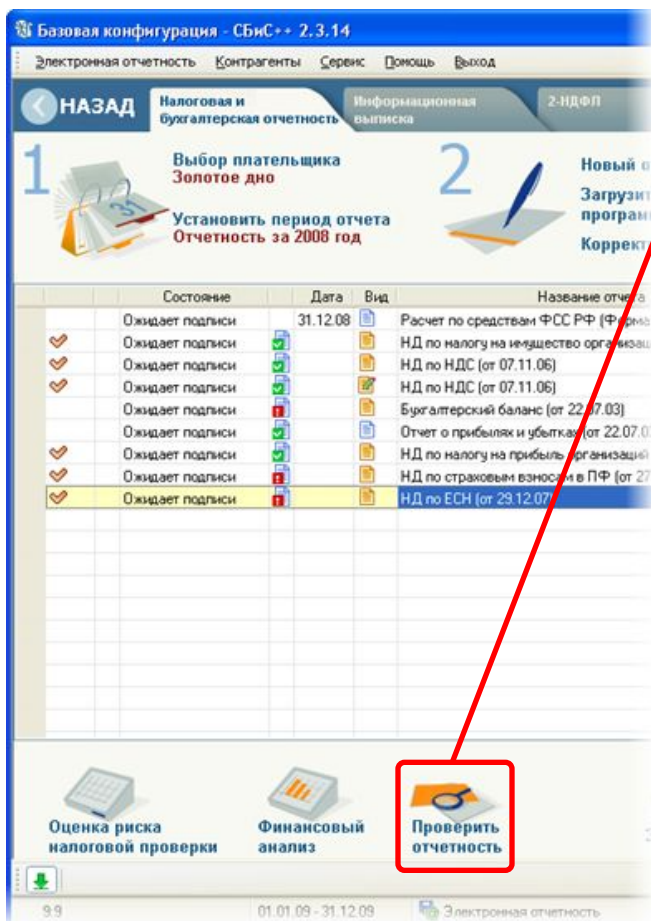 Базовая конфигурация - СБиС++ 2.3.14
Электронная отчетность Контрагенты Сервис Помощь Выход
НАЗАД
Налоговая и
бухгалтерская отчетность
Информационная
выписка
2-НДФЛ
1
Выбор плательщика
Золотое дно
Установить период отчета
Отчетность за 2008 год
31
2
Новый
Загрузит
програм
Коррект
Состояние Дата Вид Название отчета
Ожидает подписи 31.12.08 Расчет по средствам ФСС РФ (Форма
Ожидает подписи НД по налогу на имущество организац
Ожидает подписи НД по НДС (от 07.11.06)
Ожидает подписи НД по НДС (от 07.11.06)
Ожидает подписи Бухгалтерский баланс (от 22.07.03)
Ожидает подписи Отчет о прибылях и убытках (от 22.07.0
Ожидает подписи НД по налогу на прибыль организаций
Ожидает подписи НД по страховым взносам в ПФ (от 27
Ожидает подписи НД по ЕСН (от 29.12.07)
Оценка риска
налоговой проверки
Финансовый
анализ
Проверить
отчетность
9:9 01.01.09 - 31.12.09 Электронная отчетность